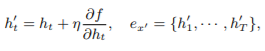 h'_t = h_t + η ∂f/∂h_t, e_{x'} = {h'_1, ⋯, h'_T},